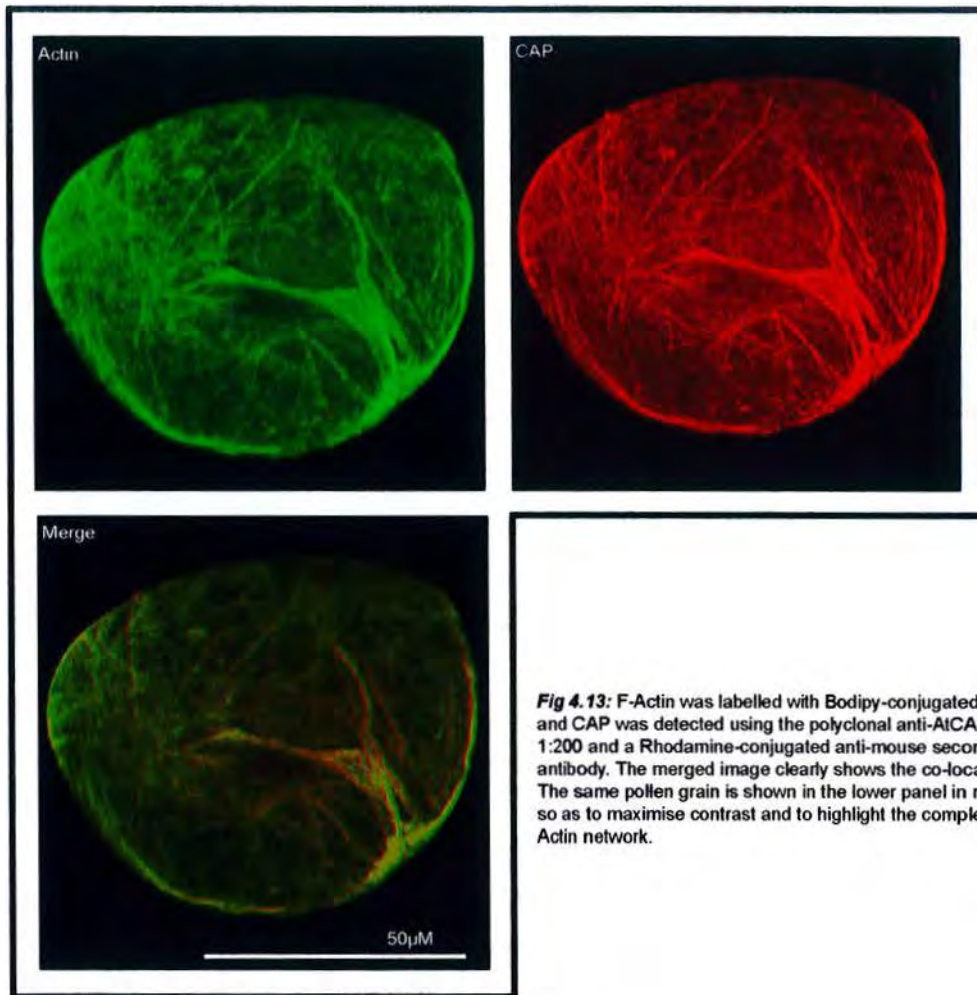 Actin
CAP
Merge
50µM
Fig 4.13: F-Actin was labelled with Bodipy-conjugated
and CAP was detected using the polyclonal anti-AtCA
1:200 and a Rhodamine-conjugated anti-mouse secon
antibody. The merged image clearly shows the co-loca
The same pollen grain is shown in the lower panel in
so as to maximise contrast and to highlight the comple
Actin network.